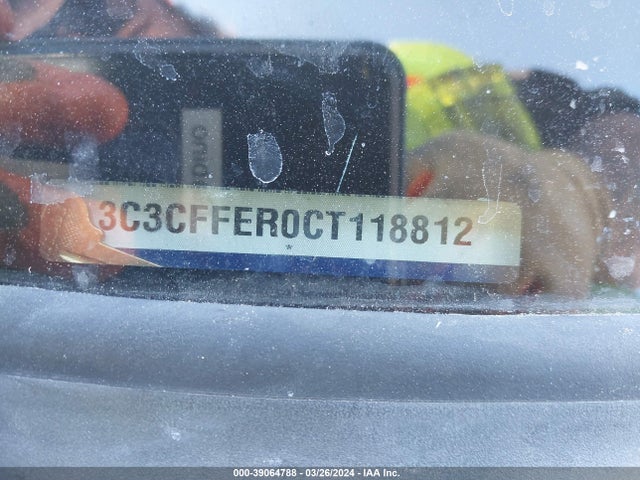 3C3CFFER0CT118812
*
000-39064788 - 03/26/2024 - IAA Inc.